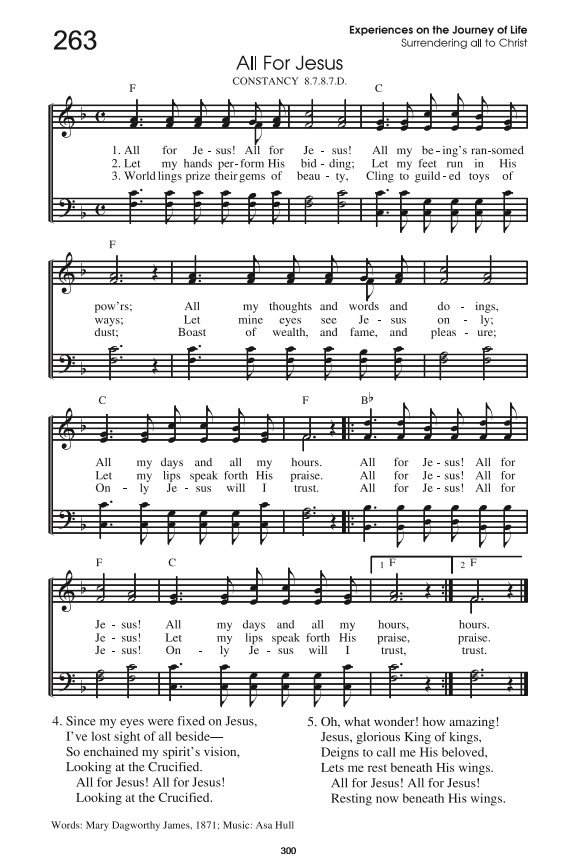 263
Experiences on the Journey of Life
Surrendering all to Christ
All For Jesus
CONSTANCY 8.7.8.7.D.
F C
1. All for Je - sus! All for Je - sus! All my be - ing's ran-somed
2. Let my hands per - form His bid - ding; Let my feet run in His
3. World lings prize their gems of beau - ty, Cling to guild - ed toys of
F
pow'rs; All my thoughts and words and do - ings,
ways; Let mine eyes see Je - sus on - ly;
dust; Boast of wealth, and fame, and pleas - ure;
C F B♭
All my days and all my hours. All for Je - sus! All for
Let my lips speak forth His praise. All for Je - sus! All for
On - ly Je - sus will I trust. All for Je - sus! All for
F C 1 F 2 F
Je - sus! All my days and all my hours, hours.
Je - sus! Let my lips speak forth His praise, praise.
Je - sus! On - ly Je - sus will I trust, trust.
4. Since my eyes were fixed on Jesus,
I've lost sight of all beside—
So enchained my spirit's vision,
Looking at the Crucified.
All for Jesus! All for Jesus!
Looking at the Crucified.
5. Oh, what wonder! how amazing!
Jesus, glorious King of kings,
Deigns to call me His beloved,
Lets me rest beneath His wings.
All for Jesus! All for Jesus!
Resting now beneath His wings.
Words: Mary Dagworthy James, 1871; Music: Asa Hull
300